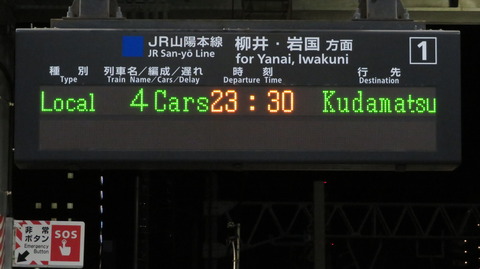 JR山陽本線 柳井・岩国 方面 1
JR San-yō Line for Yanai, Iwakuni
種 別 列車名／編成／遅れ 時 刻 行 先
Type Train Name/Cars/Delay Departure Time Destination
Local 4 Cars 23:30 Kudamatsu
非常 SOS
ボタン
Emergency
Button